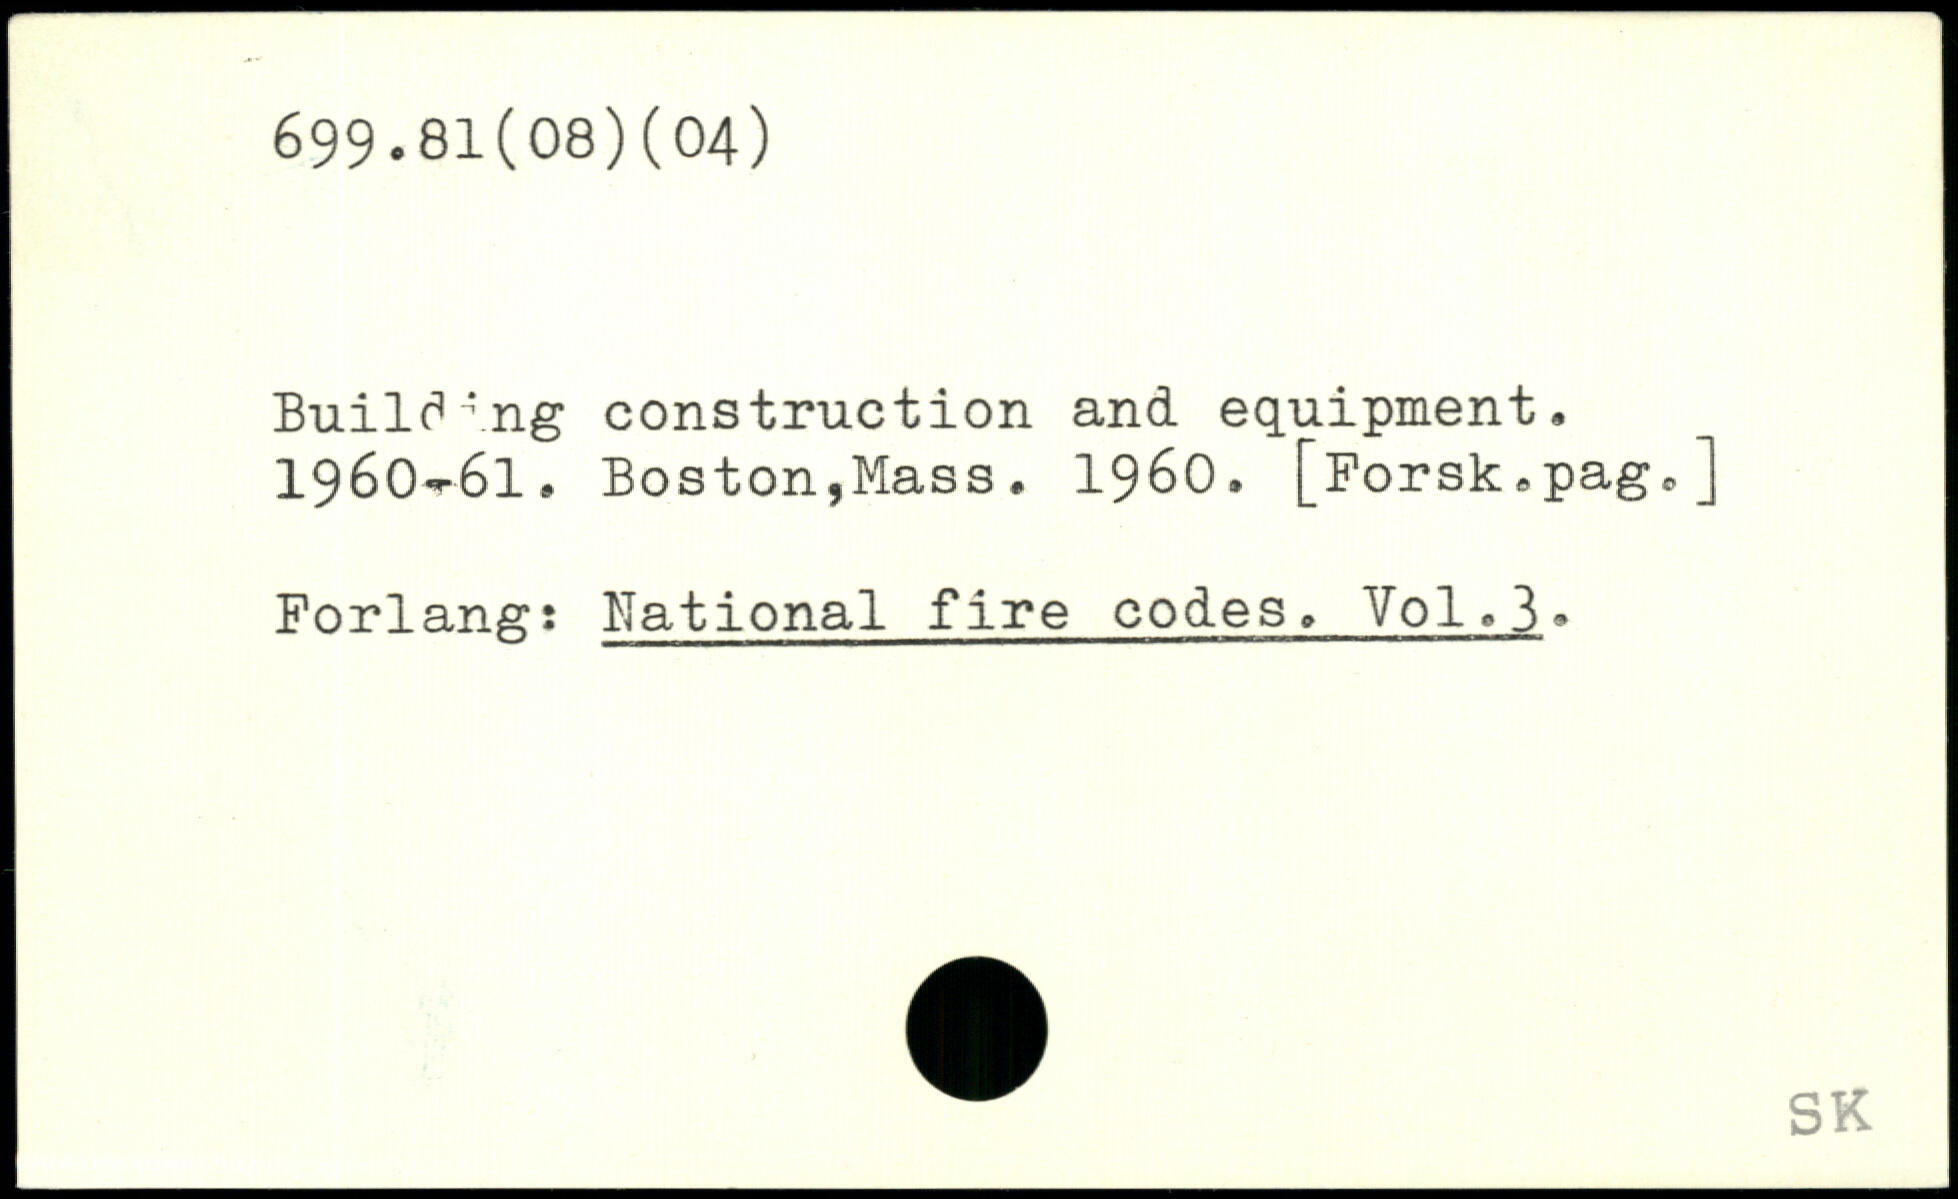 699.81(08)(04)
Building construction and equipment.
1960-61. Boston,Mass. 1960. [Forsk.pag.]
Forlang: National fire codes. Vol.3.
SK